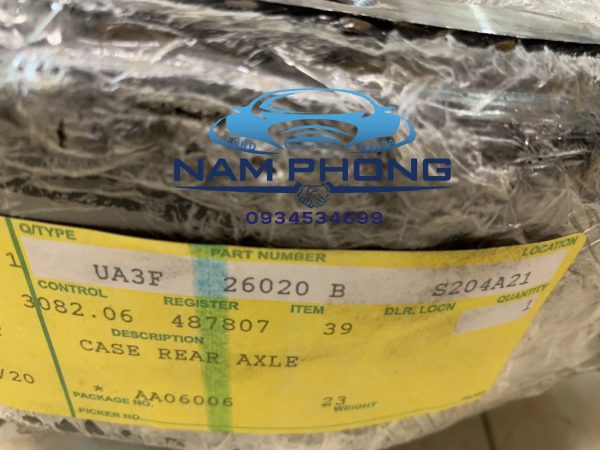 NAM PHONG
0934534699
O/TYPE PART NUMBER LOCATION
1 UA3F 26020 B S204A21
CONTROL REGISTER ITEM DLR. LOCN QUANTITY
3082.06 487807 39 1
DESCRIPTION
CASE REAR AXLE
/20
* AA06006 23
PACKAGE NO. WEIGHT
PICKER NO.